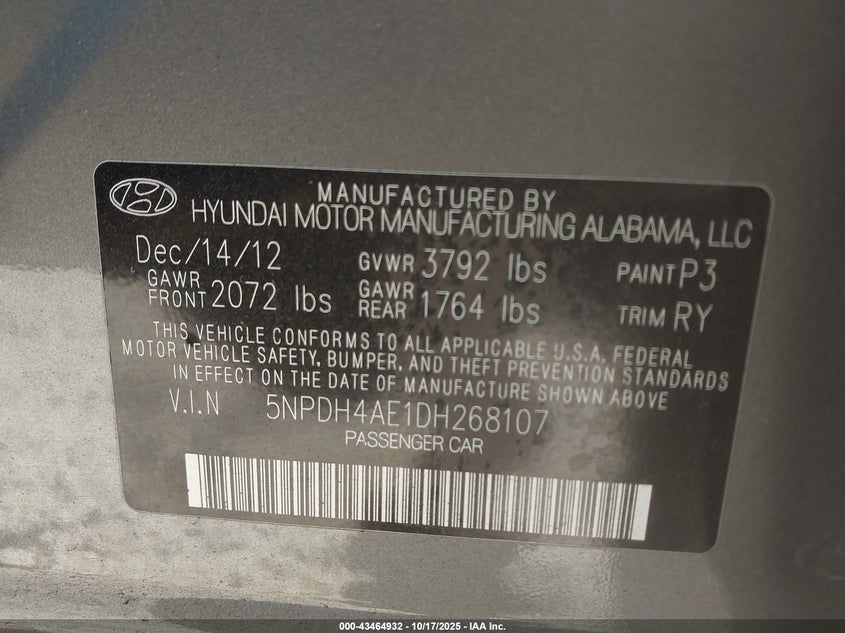 MANUFACTURED BY
HYUNDAI MOTOR MANUFACTURING ALABAMA, LLC
Dec/14/12 GVWR 3792 lbs PAINT P3
GAWR FRONT 2072 lbs GAWR REAR 1764 lbs TRIM RY
THIS VEHICLE CONFORMS TO ALL APPLICABLE U.S.A. FEDERAL
MOTOR VEHICLE SAFETY, BUMPER, AND THEFT PREVENTION STANDARDS
IN EFFECT ON THE DATE OF MANUFACTURE SHOWN ABOVE
V.I.N 5NPDH4AE1DH268107
PASSENGER CAR
000-43464932 - 10/17/2025 - IAA Inc.